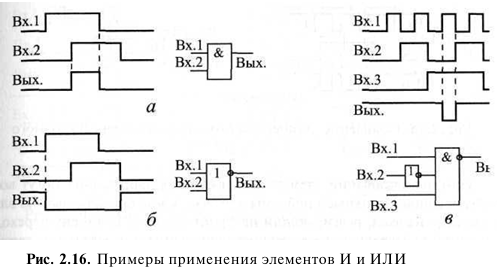 Вх.1
Вх.2
Вых.
а
Вх.1
Вх.2
&
Вых.
Вх.1
Вх.2
Вх.3
Вых.
Вх.1
Вх.2
Вых.
б
Вх.1
Вх.2
1
Вых.
Вх.1
Вх.2
Вх.3
1
&
Вы
в
Рис. 2.16. Примеры применения элементов И и ИЛИ